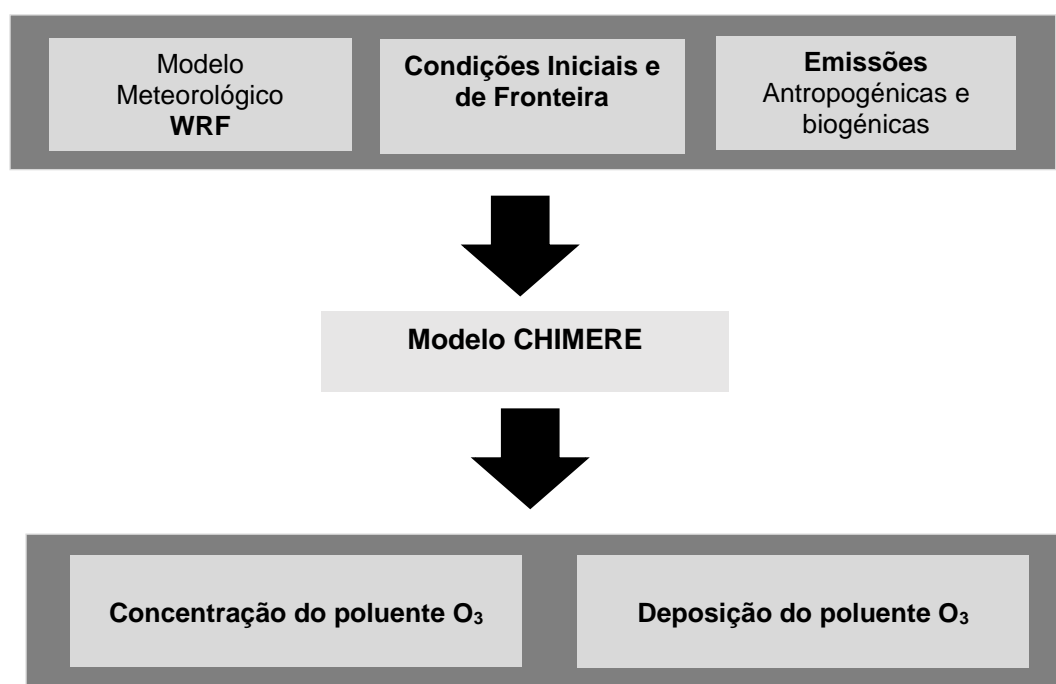 Modelo
Meteorológico
WRF
Condições Iniciais e
de Fronteira
Emissões
Antropogénicas e
biogénicas
Modelo CHIMERE
Concentração do poluente O₃
Deposição do poluente O₃